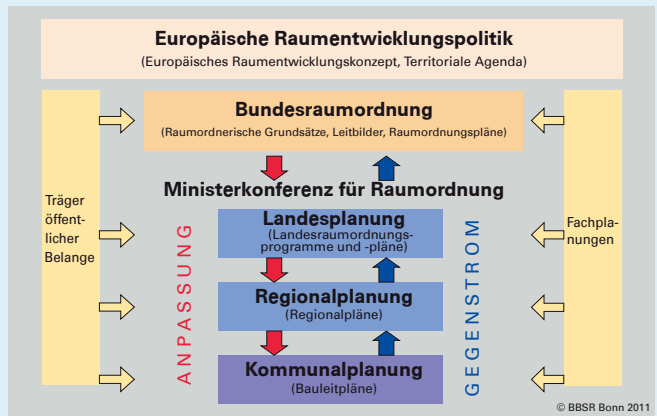 Europäische Raumentwicklungspolitik
(Europäisches Raumentwicklungskonzept, Territoriale Agenda)
Bundesraumordnung
(Raumordnerische Grundsätze, Leitbilder, Raumordnungspläne)
Ministerkonferenz für Raumordnung
Träger
öffent-
licher
Belange
ANPASSUNG
Landesplanung
(Landesraumordnungs-
programme und -pläne)
Regionalplanung
(Regionalpläne)
Kommunalplanung
(Bauleitpläne)
GEGENSTROM
Fachpla-
nungen
© BBSR Bonn 2011